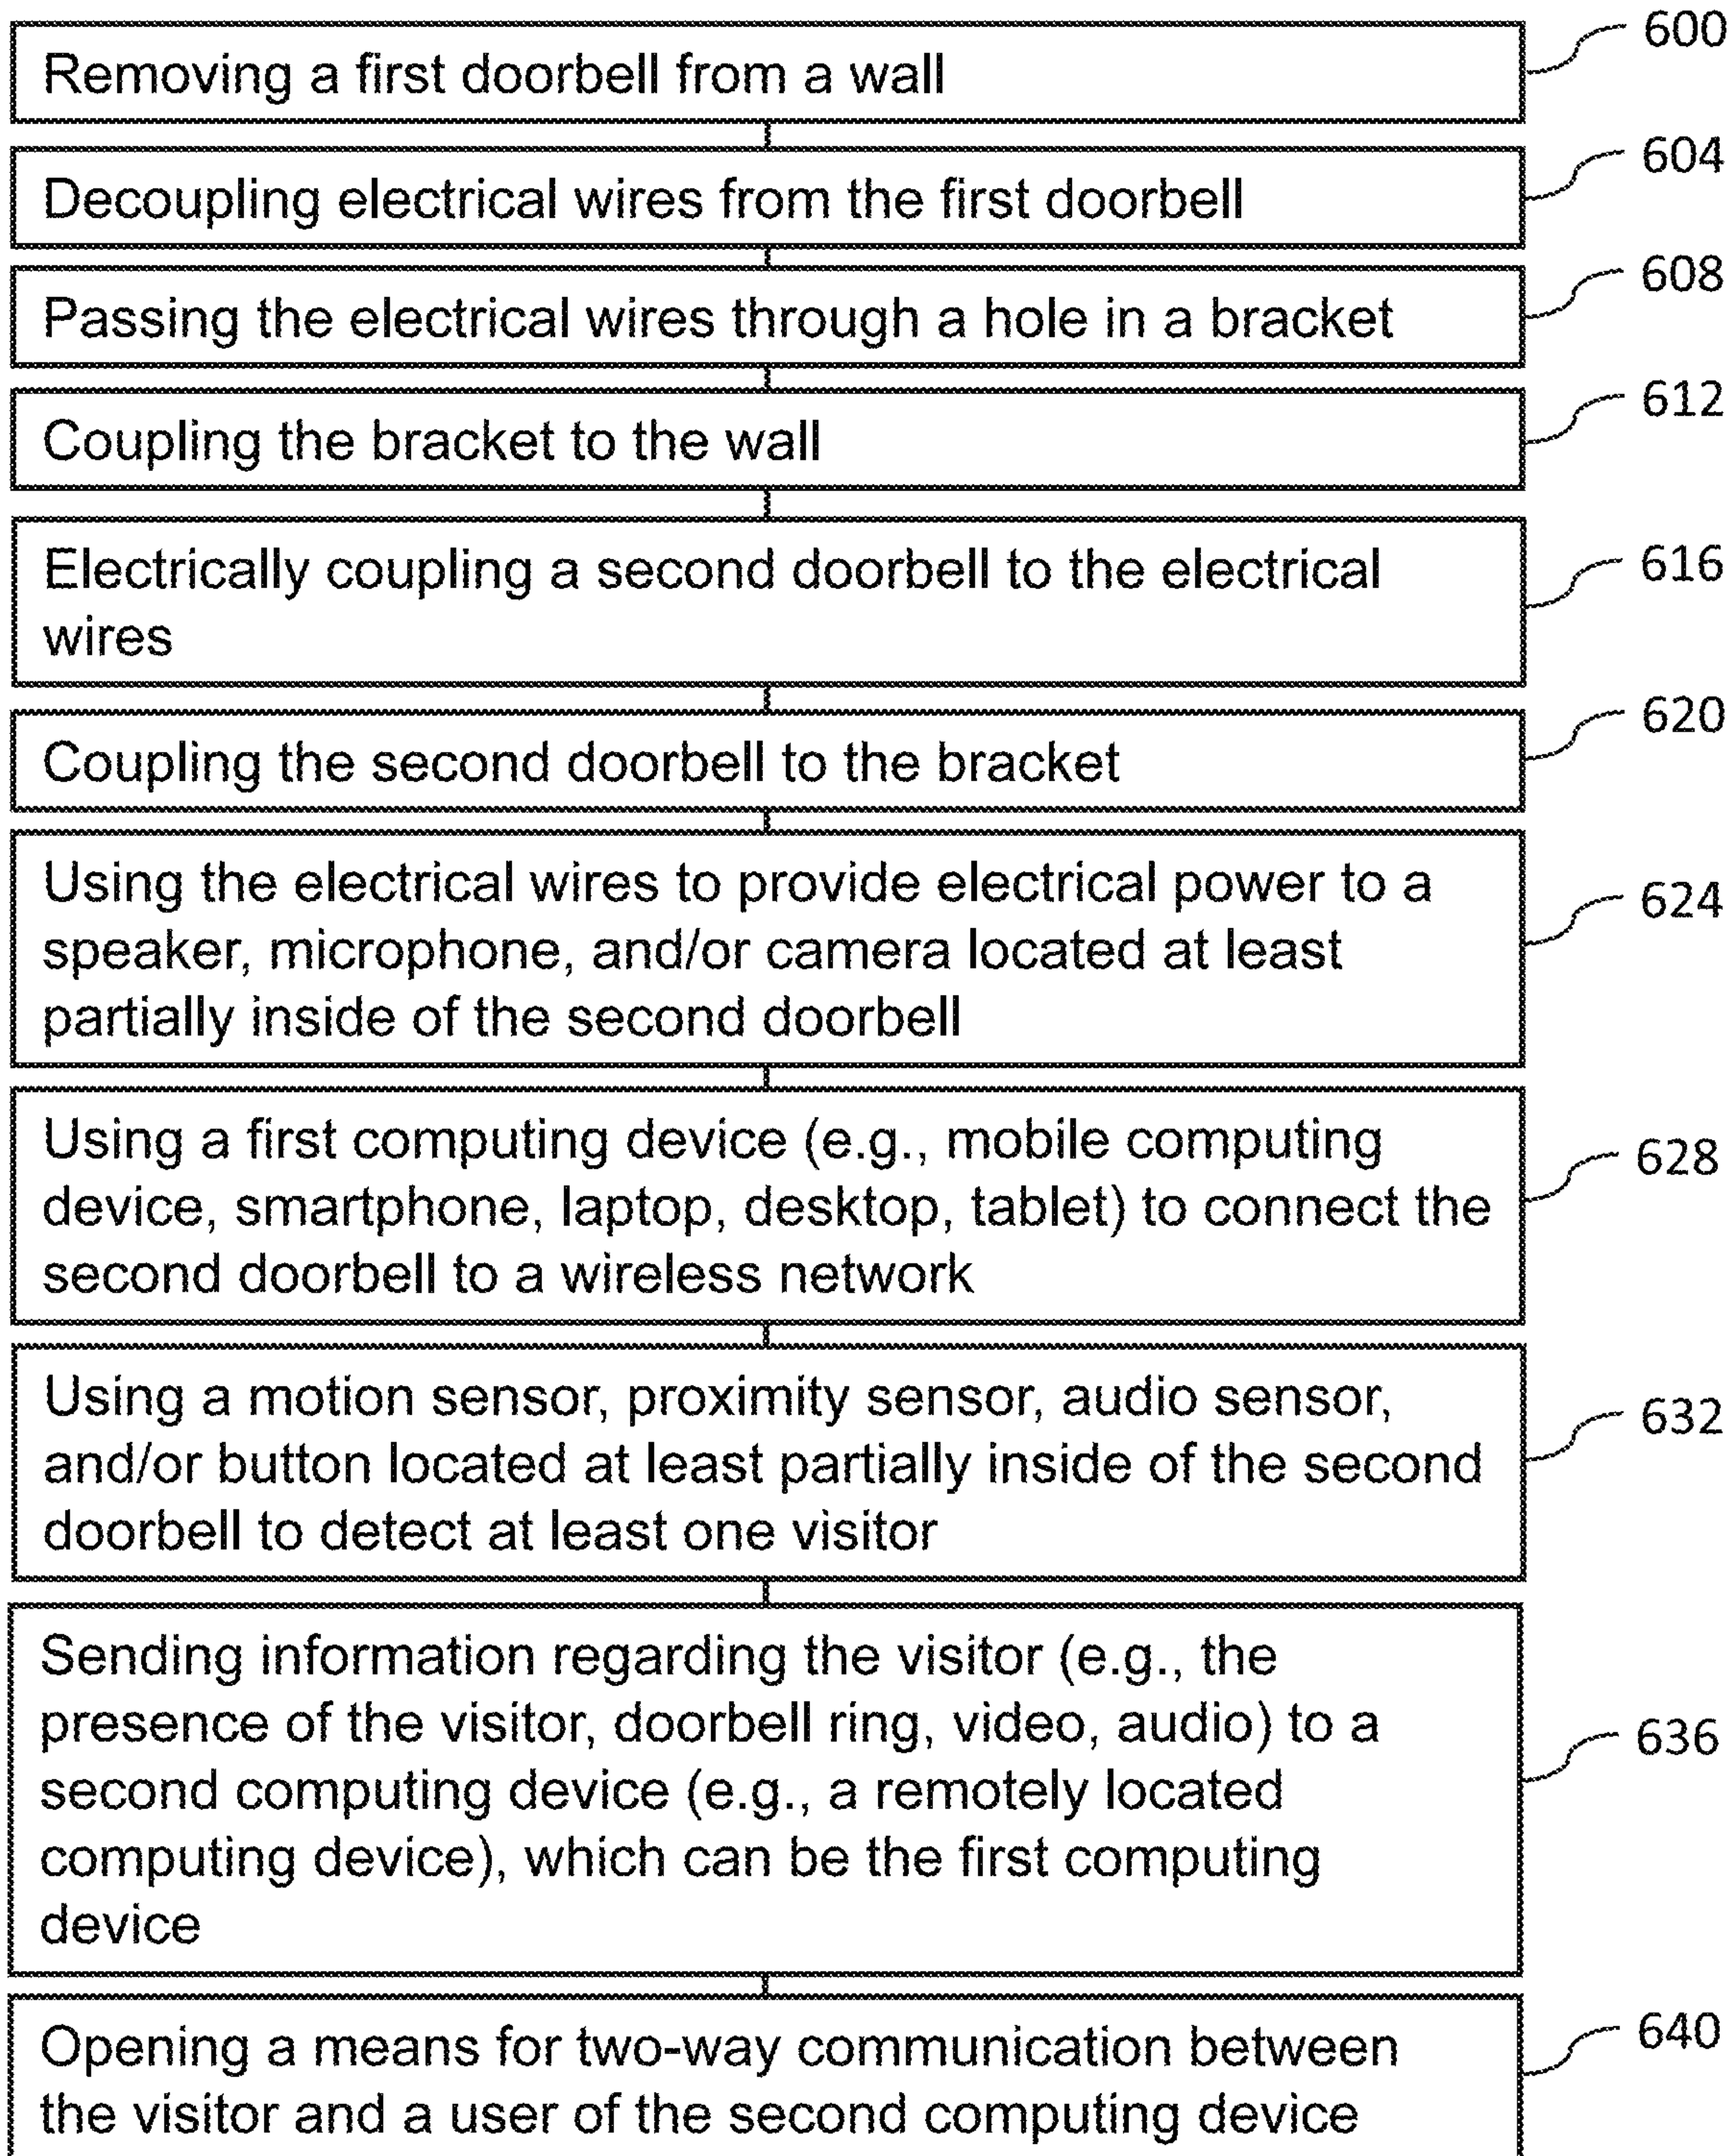 600
Removing a first doorbell from a wall
604
Decoupling electrical wires from the first doorbell
608
Passing the electrical wires through a hole in a bracket
612
Coupling the bracket to the wall
616
Electrically coupling a second doorbell to the electrical
wires
620
Coupling the second doorbell to the bracket
624
Using the electrical wires to provide electrical power to a
speaker, microphone, and/or camera located at least
partially inside of the second doorbell
628
Using a first computing device (e.g., mobile computing
device, smartphone, laptop, desktop, tablet) to connect the
second doorbell to a wireless network
632
Using a motion sensor, proximity sensor, audio sensor,
and/or button located at least partially inside of the second
doorbell to detect at least one visitor
636
Sending information regarding the visitor (e.g., the
presence of the visitor, doorbell ring, video, audio) to a
second computing device (e.g., a remotely located
computing device), which can be the first computing
device
640
Opening a means for two-way communication between
the visitor and a user of the second computing device